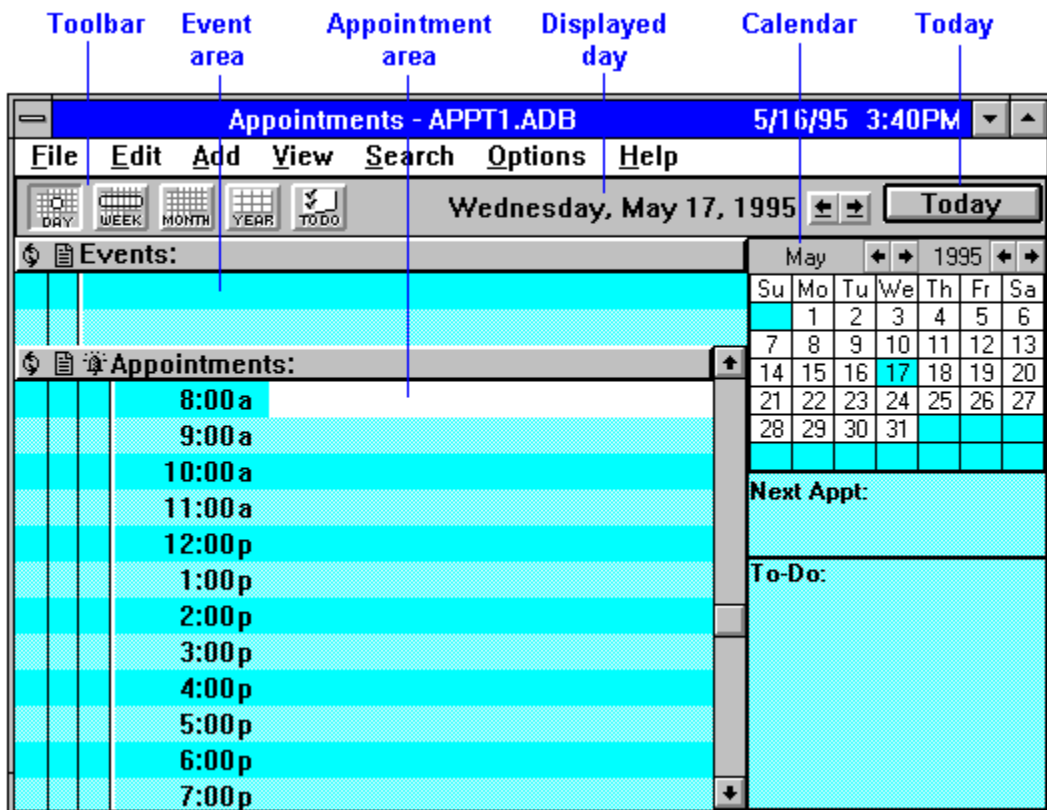 Toolbar Event area Appointment area Displayed day Calendar Today
Appointments - APPT1.ADB 5/16/95 3:40PM
File Edit Add View Search Options Help
DAY WEEK MONTH YEAR TO DO Wednesday, May 17, 1995 Today
Events:
May 1995
Su Mo Tu We Th Fr Sa
1 2 3 4 5 6
7 8 9 10 11 12 13
14 15 16 17 18 19 20
21 22 23 24 25 26 27
28 29 30 31
Appointments:
8:00a
9:00a
10:00a
11:00a
12:00p
1:00p
2:00p
3:00p
4:00p
5:00p
6:00p
7:00p
Next Appt:
To-Do: